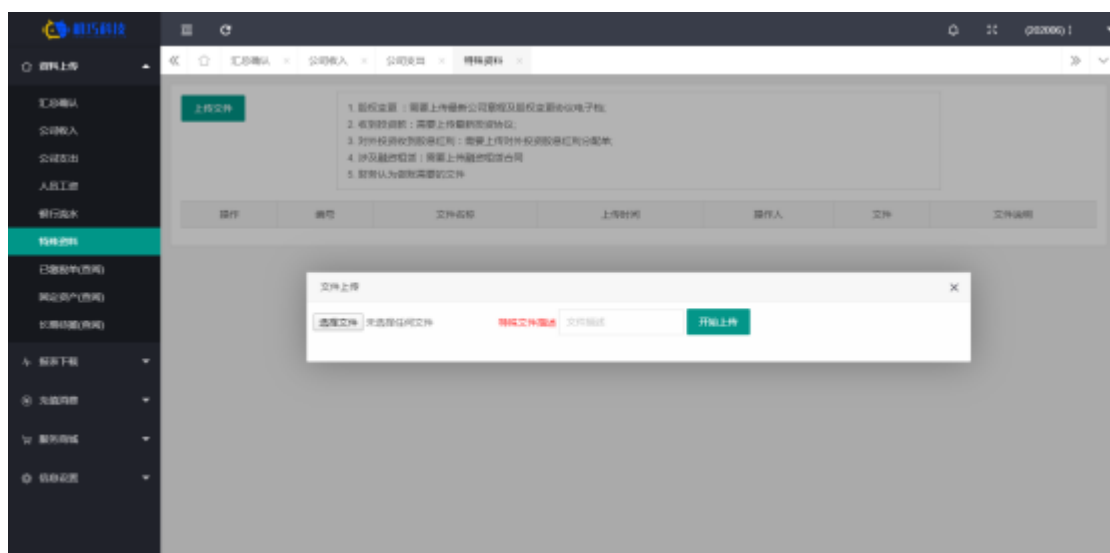 资料上传
汇总确认
公司收入
公司支出
人员工资
银行流水
特殊资料
已缴税单(查阅)
固定资产(查阅)
报表下载
充值消费
服务商城
信息设置
(202006)
汇总确认 × 公司收入 × 公司支出 × 特殊资料 ×
上传文件
1. 股权变更：需要上传最新公司章程及股权变更协议电子档;
2. 收到投资款：需要上传最新投资协议;
3. 对外投资收到股息红利：需要上传对外投资股息红利分配单;
4. 涉及融资租赁：需要上传融资租赁合同
5. 财务认为做账需要的文件
操作 编号 文件名称 上传时间 操作人 文件 文件说明
文件上传 ×
选择文件 未选择任何文件 特殊文件描述 文件描述 开始上传